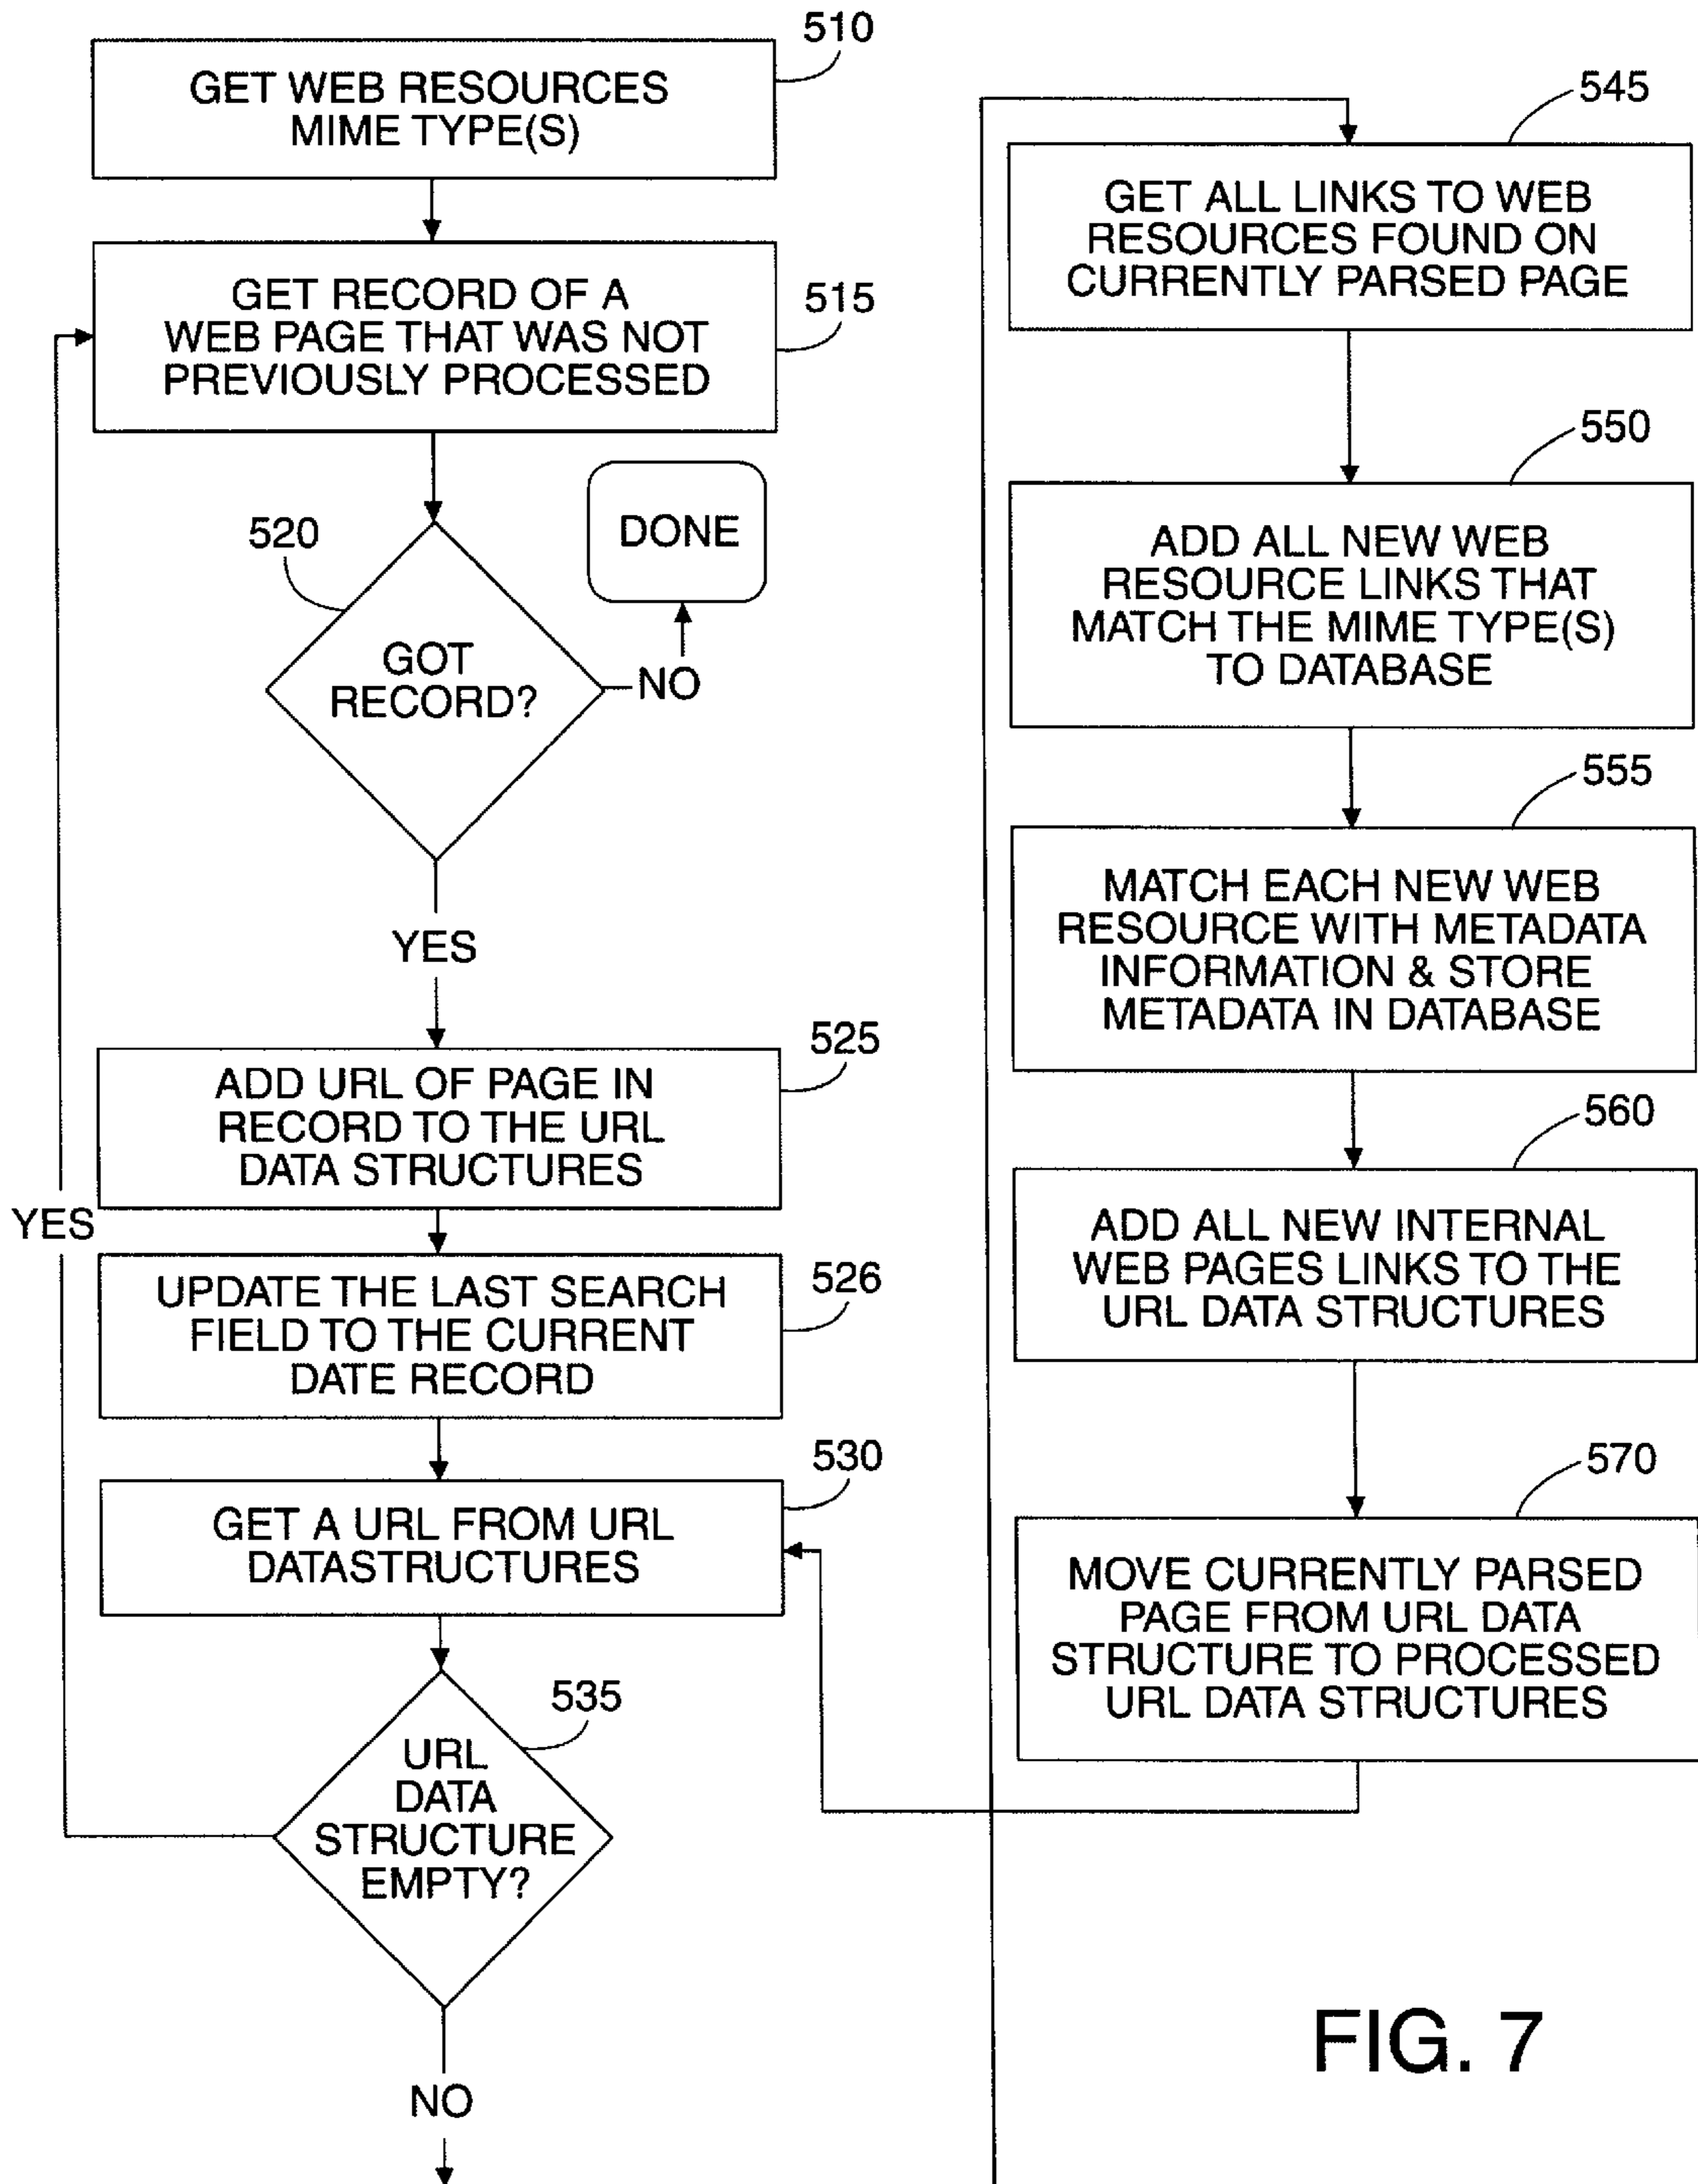 510
GET WEB RESOURCES
MIME TYPE(S)
515
GET RECORD OF A
WEB PAGE THAT WAS NOT
PREVIOUSLY PROCESSED
520
GOT
RECORD?
NO
DONE
YES
525
ADD URL OF PAGE IN
RECORD TO THE URL
DATA STRUCTURES
526
UPDATE THE LAST SEARCH
FIELD TO THE CURRENT
DATE RECORD
530
GET A URL FROM URL
DATASTRUCTURES
535
URL
DATA
STRUCTURE
EMPTY?
YES
NO
545
GET ALL LINKS TO WEB
RESOURCES FOUND ON
CURRENTLY PARSED PAGE
550
ADD ALL NEW WEB
RESOURCE LINKS THAT
MATCH THE MIME TYPE(S)
TO DATABASE
555
MATCH EACH NEW WEB
RESOURCE WITH METADATA
INFORMATION & STORE
METADATA IN DATABASE
560
ADD ALL NEW INTERNAL
WEB PAGES LINKS TO THE
URL DATA STRUCTURES
570
MOVE CURRENTLY PARSED
PAGE FROM URL DATA
STRUCTURE TO PROCESSED
URL DATA STRUCTURES
FIG. 7